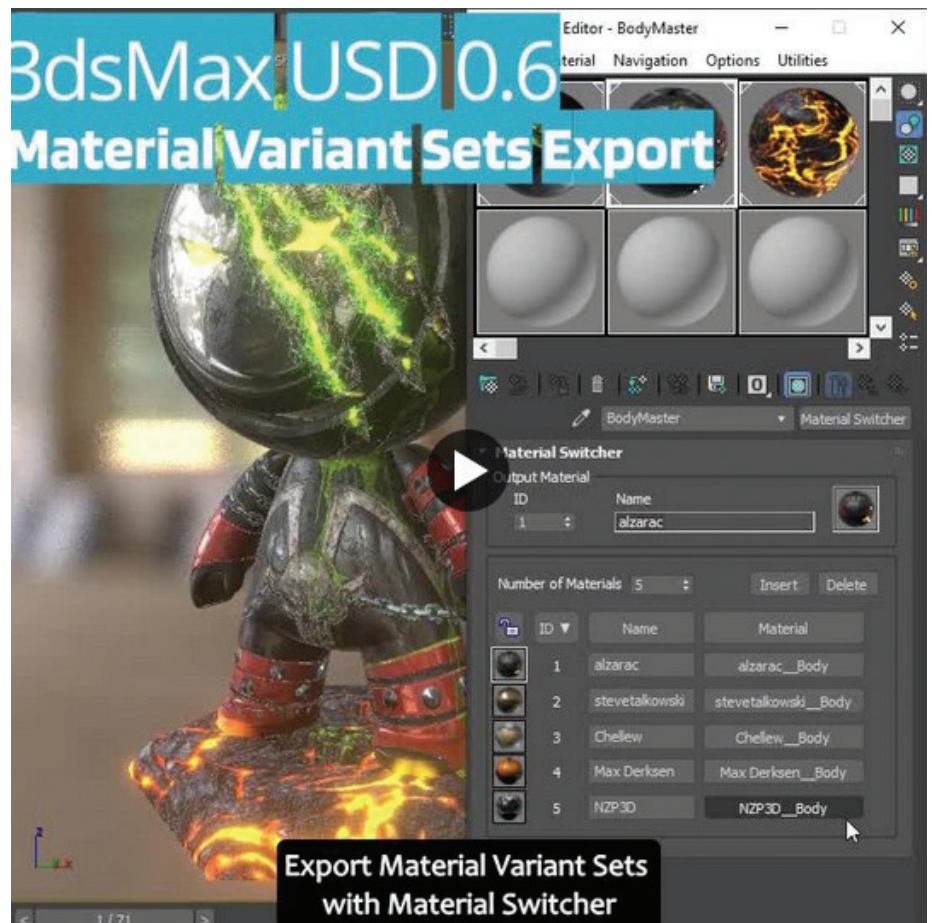 3dsMax USD 0.6
Material Variant Sets Export
Editor - BodyMaster
terial Navigation Options Utilities
BodyMaster
Material Switcher
Material Switcher
Output Material
ID Name
1 alzarac
Number of Materials 5 Insert Delete
ID Name Material
1 alzarac alzarac__Body
2 stevetalkowski stevetalkowski__Body
3 Chellew Chellew__Body
4 Max Derksen Max Derksen__Body
5 NZP3D NZP3D__Body
z
y x
Export Material Variant Sets
with Material Switcher
< 1 / 71 >